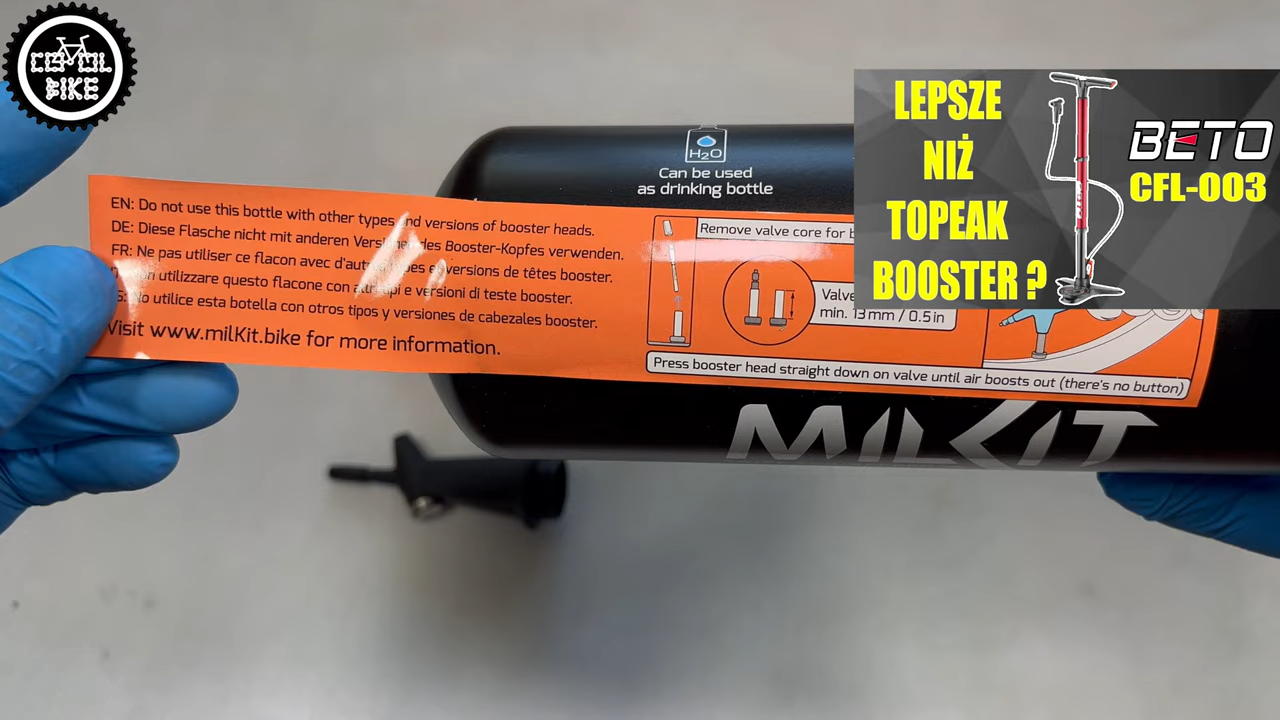 CE OL
BIKE
H2O
Can be used
as drinking bottle
EN: Do not use this bottle with other types and versions of booster heads.
DE: Diese Flasche nicht mit anderen Versionen des Booster-Kopfes verwenden.
FR: Ne pas utiliser ce flacon avec d'autres types et versions de têtes booster.
utilizzare questo flacone con altri tipi e versioni di teste booster.
No utilice esta botella con otros tipos y versiones de cabezales booster.
Visit www.milKit.bike for more information.
Remove valve core for b
Valve
min. 13 mm / 0.5 in
Press booster head straight down on valve until air boosts out (there's no button)
MILKIT
LEPSZE
NIŻ
TOPEAK
BOOSTER ?
BETO
CFL-003